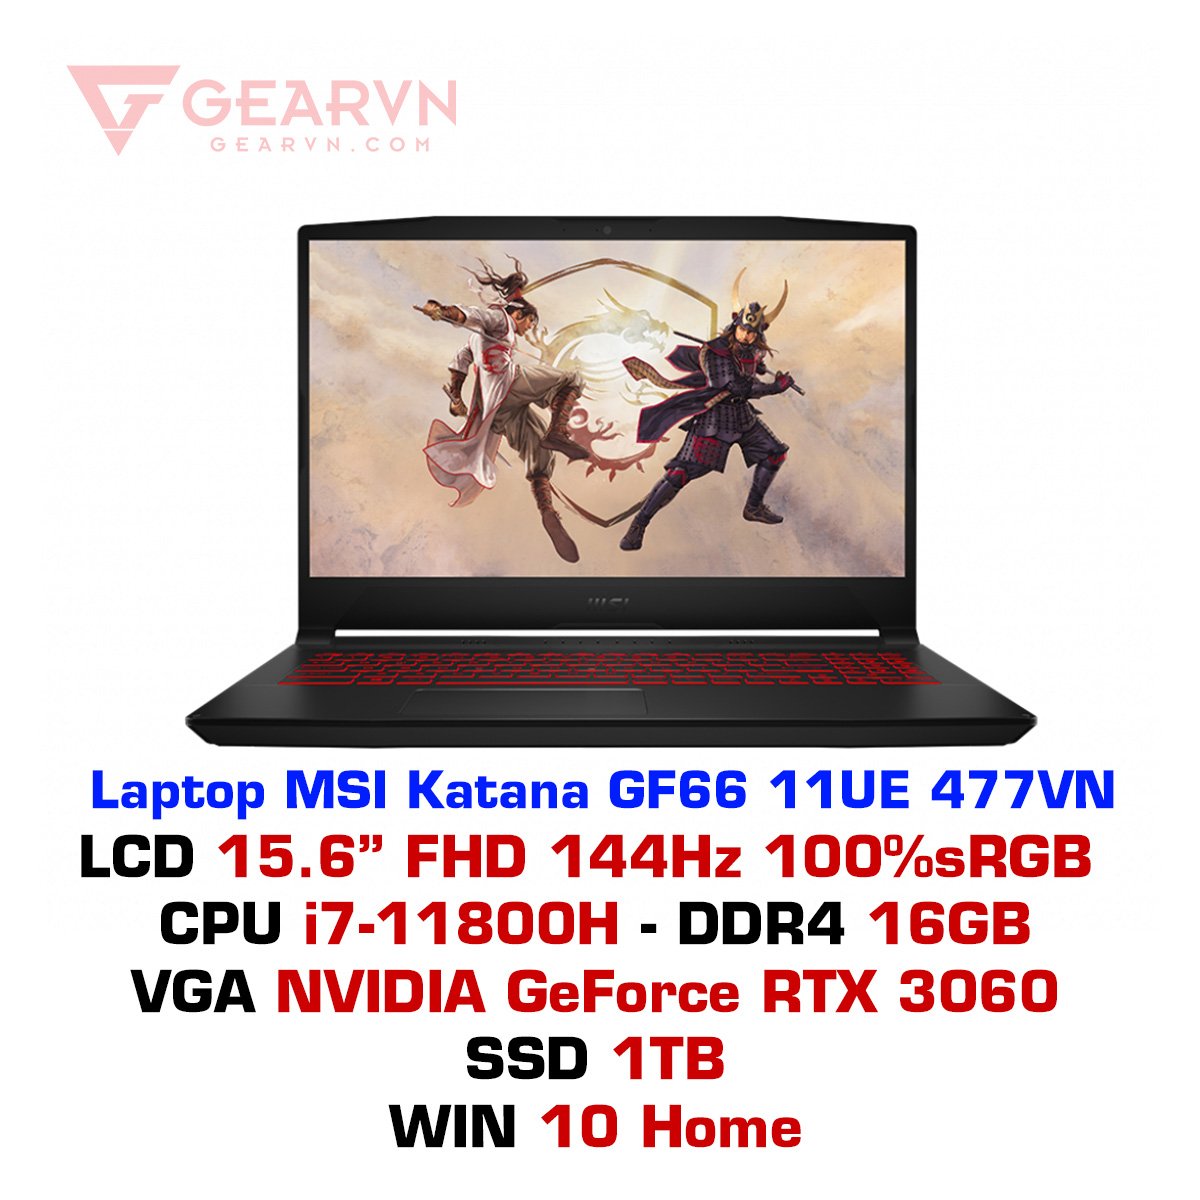 GEARVN
GEARVN.COM
msi
Laptop MSI Katana GF66 11UE 477VN
LCD 15.6” FHD 144Hz 100%sRGB
CPU i7-11800H - DDR4 16GB
VGA NVIDIA GeForce RTX 3060
SSD 1TB
WIN 10 Home